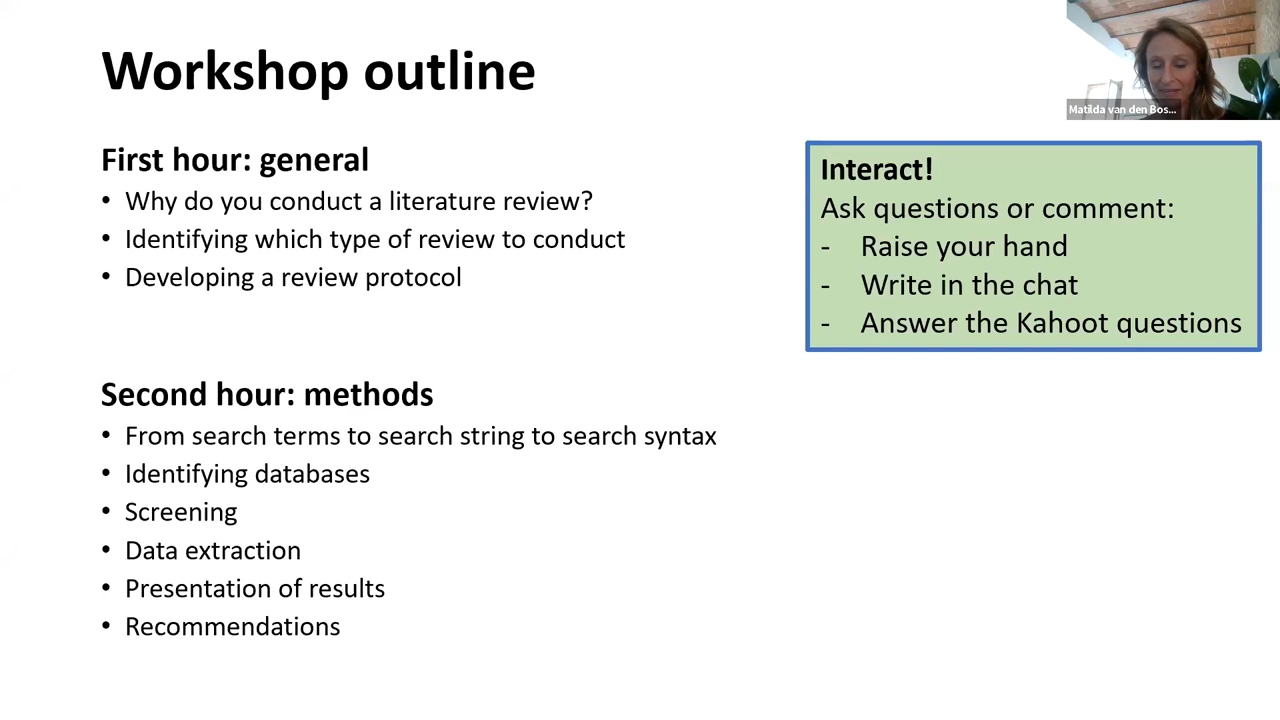 Workshop outline
Matilda van den Bos...
First hour: general
• Why do you conduct a literature review?
• Identifying which type of review to conduct
• Developing a review protocol
Interact!
Ask questions or comment:
- Raise your hand
- Write in the chat
- Answer the Kahoot questions
Second hour: methods
• From search terms to search string to search syntax
• Identifying databases
• Screening
• Data extraction
• Presentation of results
• Recommendations